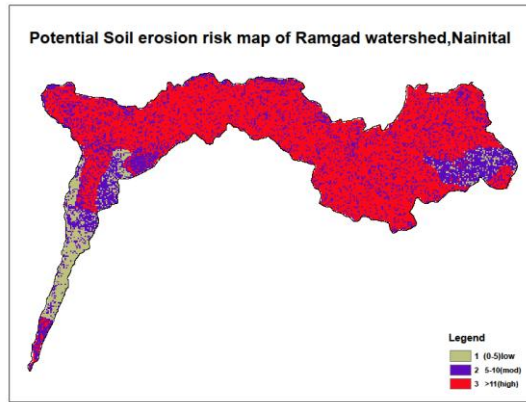 Potential Soil erosion risk map of Ramgad watershed,Nainital
Legend
1 (0-5)low
2 5-10(mod)
3 >11(high)